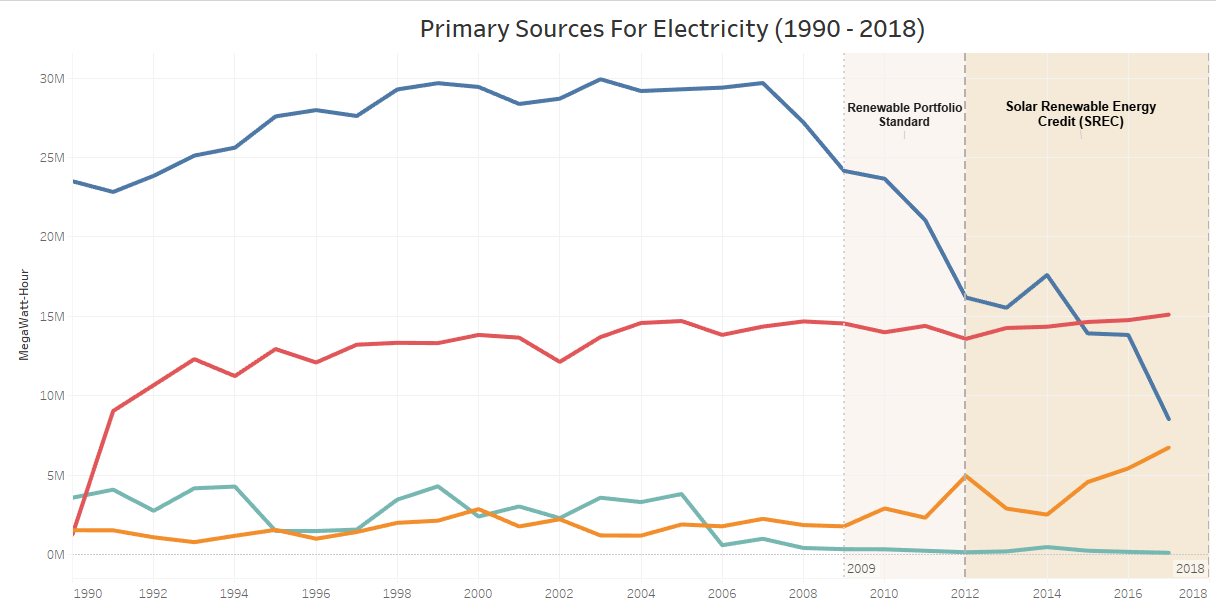 Primary Sources For Electricity (1990 - 2018)
30M
25M
20M
15M
10M
5M
0M
MegaWatt-Hour
Renewable Portfolio
Standard
Solar Renewable Energy
Credit (SREC)
2009
2018
1990
1992
1994
1996
1998
2000
2002
2004
2006
2008
2010
2012
2014
2016
2018